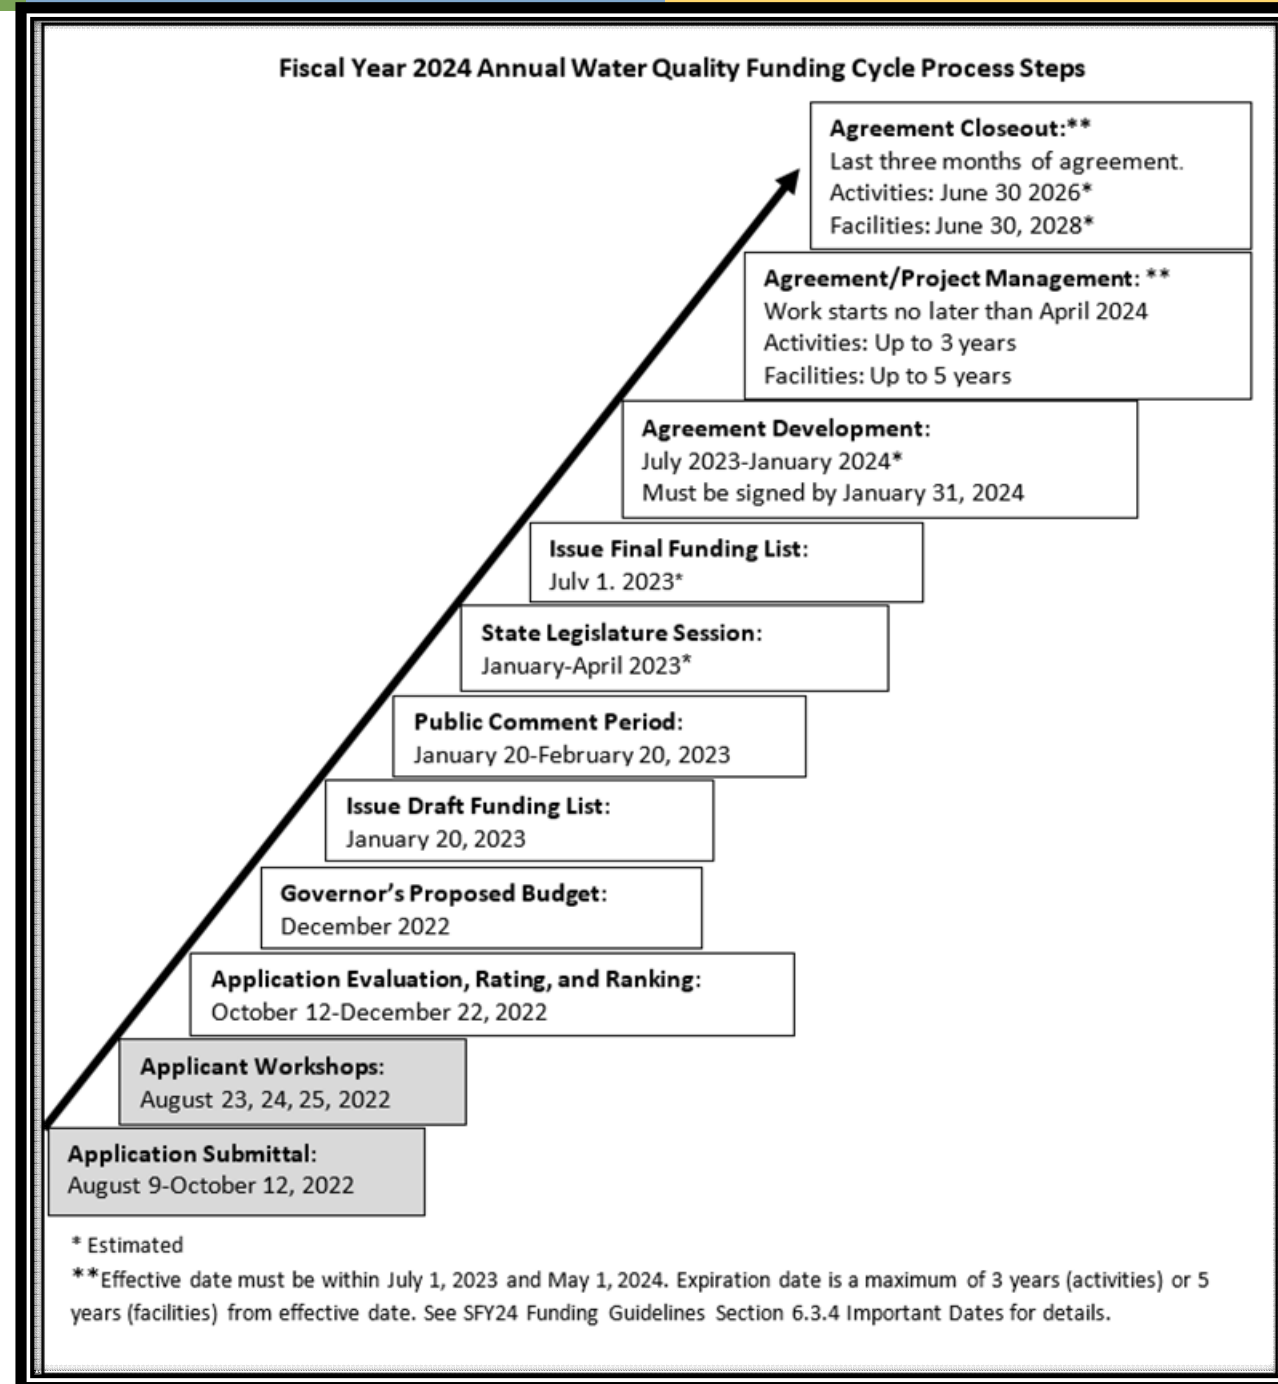 Fiscal Year 2024 Annual Water Quality Funding Cycle Process Steps
Agreement Closeout:**
Last three months of agreement.
Activities: June 30 2026*
Facilities: June 30, 2028*
Agreement/Project Management: **
Work starts no later than April 2024
Activities: Up to 3 years
Facilities: Up to 5 years
Agreement Development:
July 2023-January 2024*
Must be signed by January 31, 2024
Issue Final Funding List:
July 1. 2023*
State Legislature Session:
January-April 2023*
Public Comment Period:
January 20-February 20, 2023
Issue Draft Funding List:
January 20, 2023
Governor's Proposed Budget:
December 2022
Application Evaluation, Rating, and Ranking:
October 12-December 22, 2022
Applicant Workshops:
August 23, 24, 25, 2022
Application Submittal:
August 9-October 12, 2022
* Estimated
**Effective date must be within July 1, 2023 and May 1, 2024. Expiration date is a maximum of 3 years (activities) or 5
years (facilities) from effective date. See SFY24 Funding Guidelines Section 6.3.4 Important Dates for details.